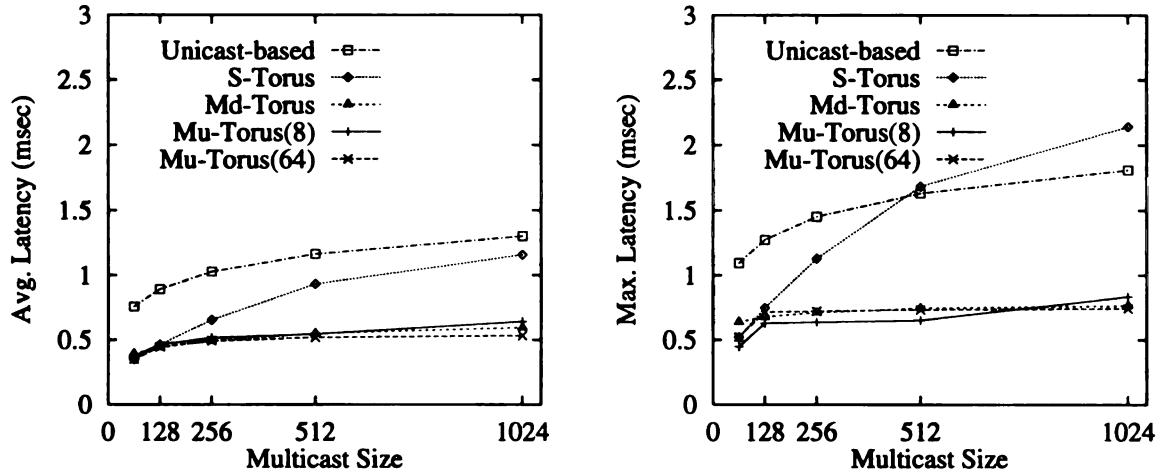 3
2.5
2
1.5
1
0.5
0
Avg. Latency (msec)
Unicast-based
S-Torus
Md-Torus
Mu-Torus(8)
Mu-Torus(64)
0 128 256 512 1024
Multicast Size
3
2.5
2
1.5
1
0.5
0
Max. Latency (msec)
Unicast-based
S-Torus
Md-Torus
Mu-Torus(8)
Mu-Torus(64)
0 128 256 512 1024
Multicast Size